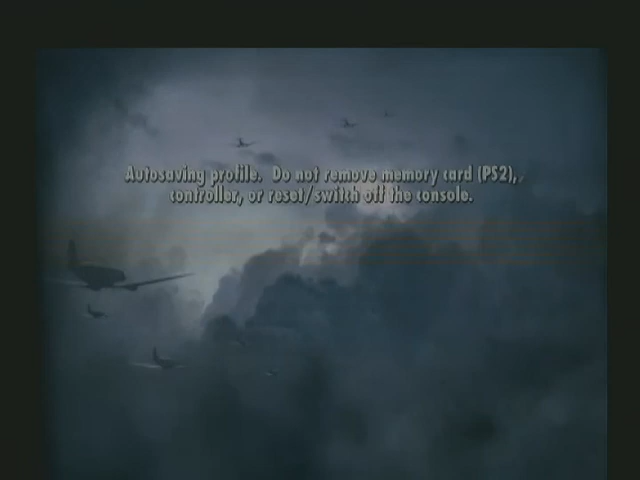 Autosaving profile. Do not remove memory card (PS2),
controller, or reset/switch off the console.